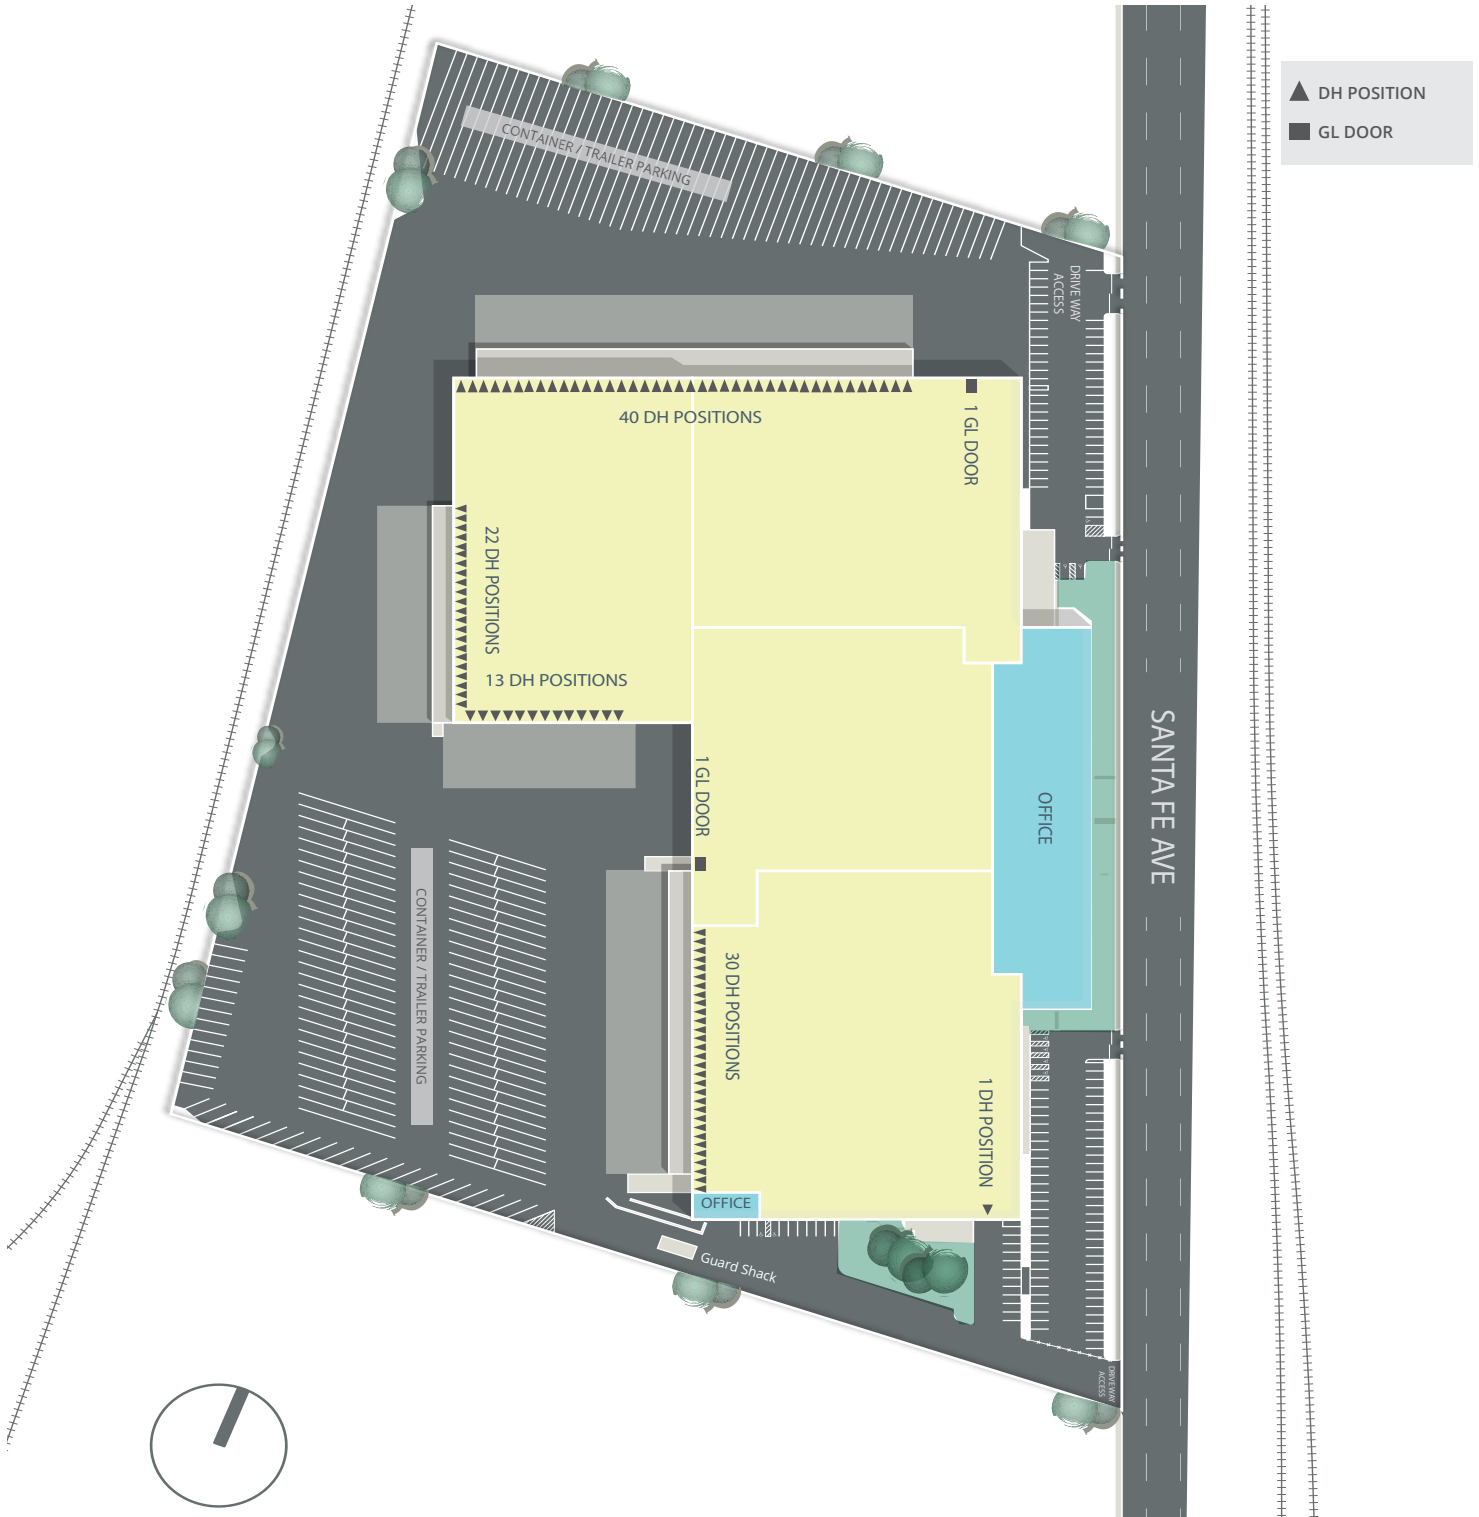 DH POSITION
GL DOOR
CONTAINER / TRAILER PARKING
DRIVE WAY
ACCESS
40 DH POSITIONS
1 GL DOOR
22 DH POSITIONS
13 DH POSITIONS
1 GL DOOR
OFFICE
SANTA FE AVE
CONTAINER / TRAILER PARKING
30 DH POSITIONS
1 DH POSITION
OFFICE
Guard Shack
DRIVEWAY
ACCESS